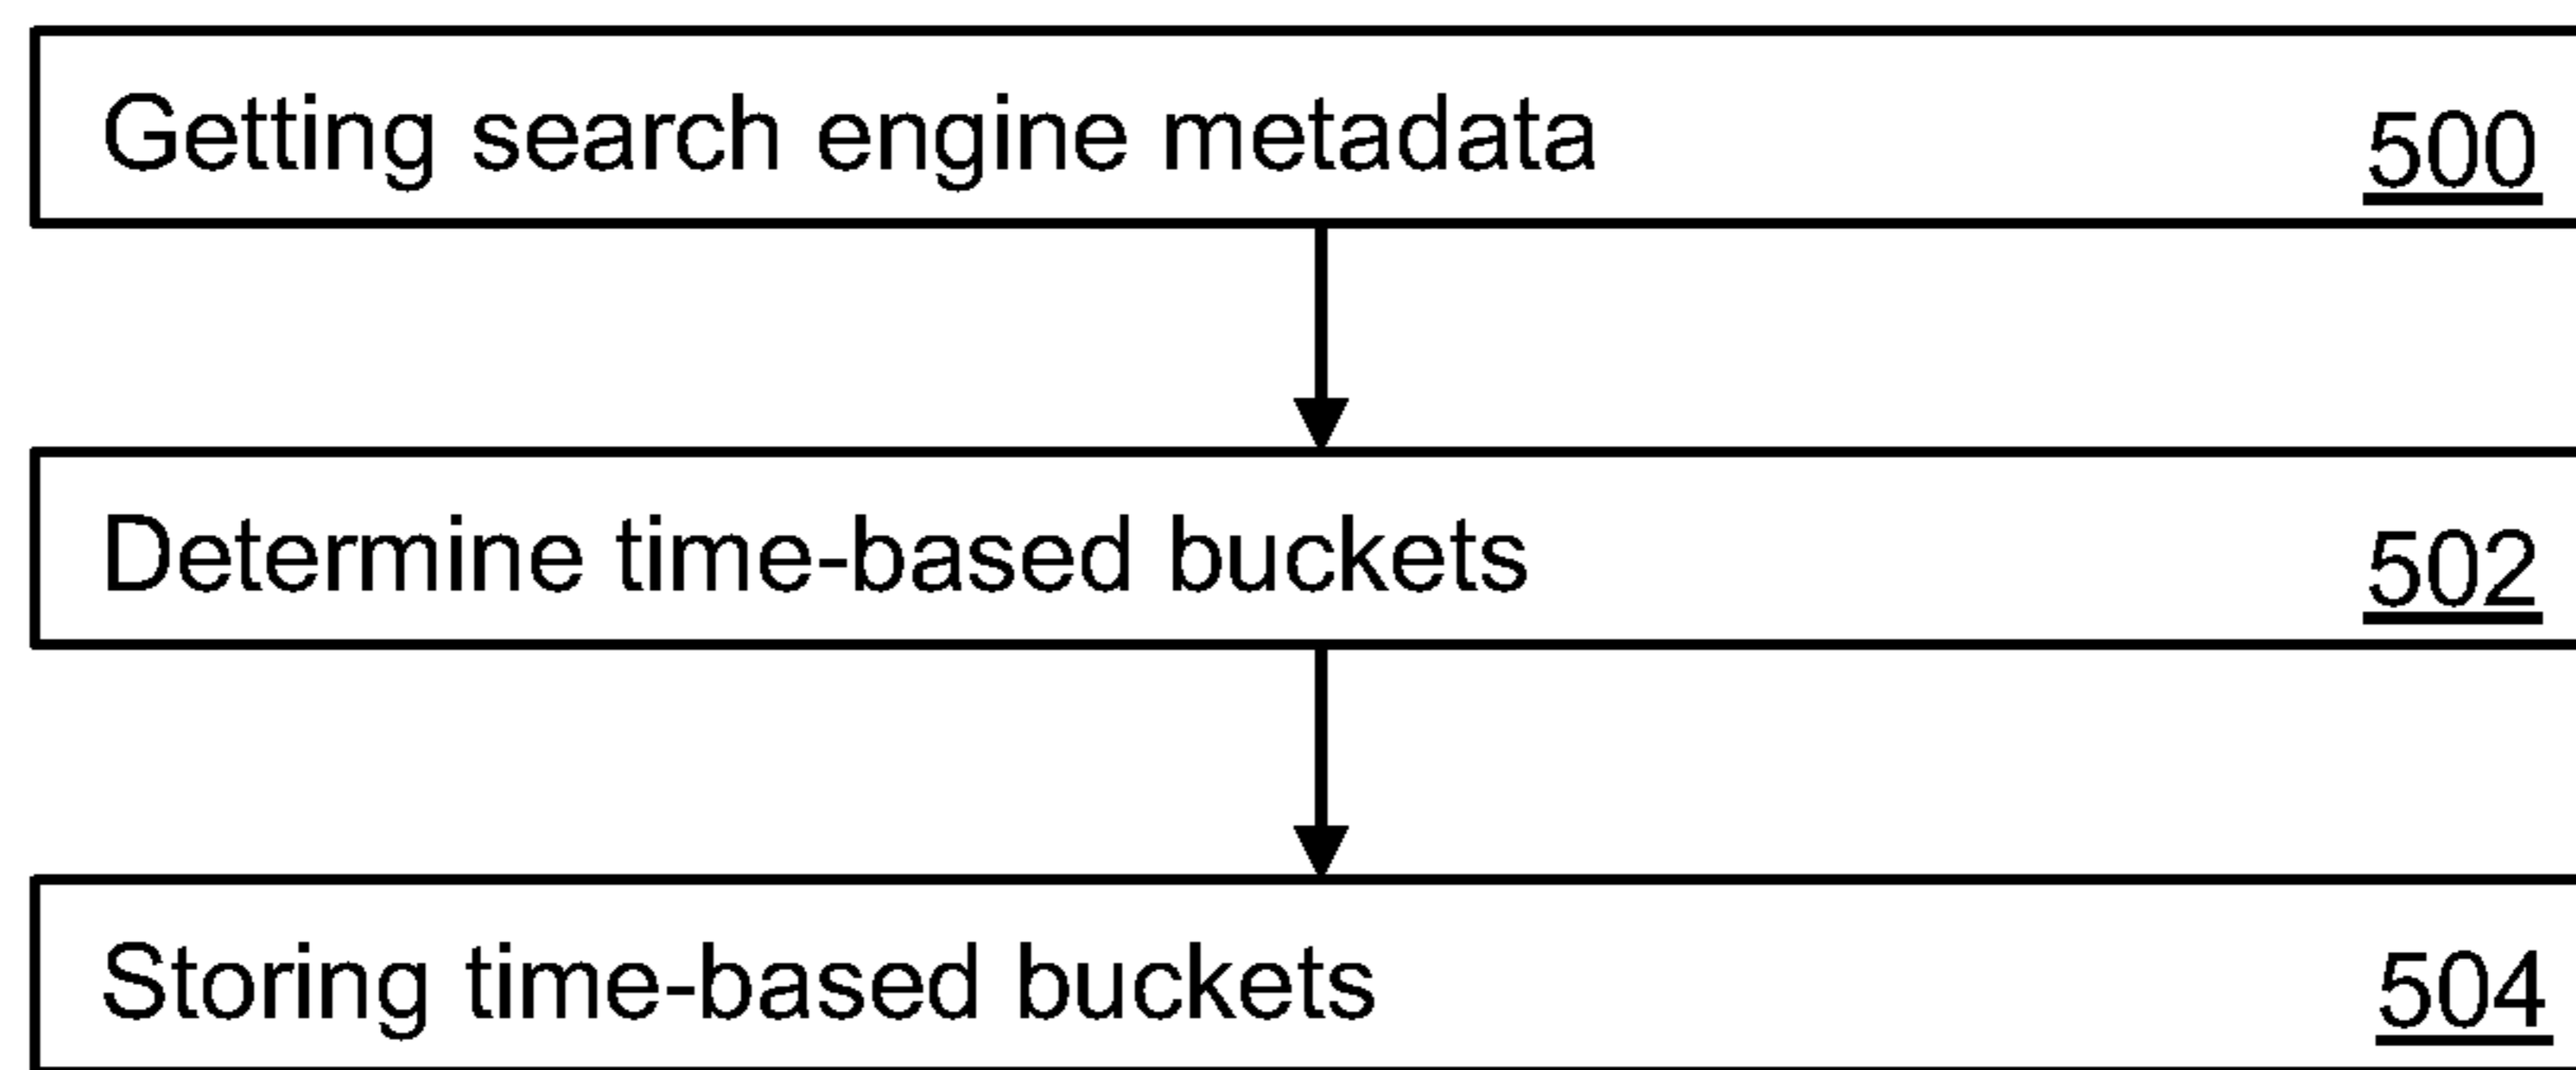 Getting search engine metadata 500
Determine time-based buckets 502
Storing time-based buckets 504